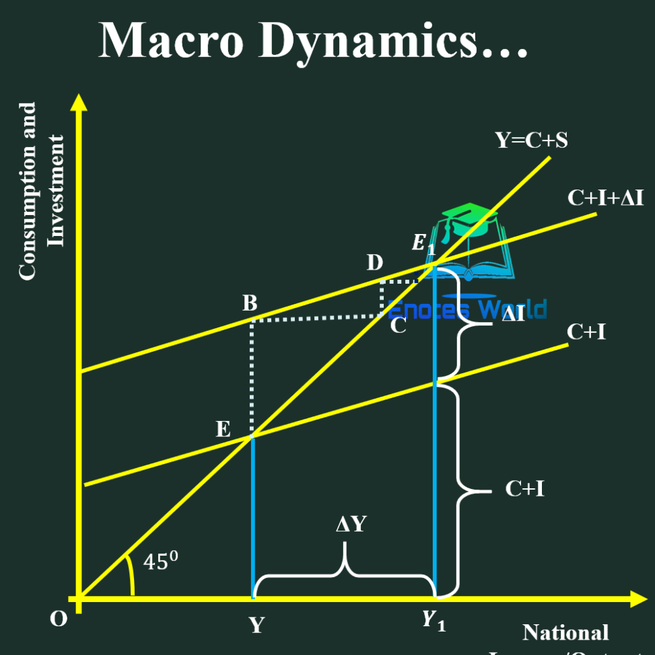 Macro Dynamics…
Consumption and
Investment
Y=C+S
C+I+ΔI
E₁
D
B
C
Enotes World
ΔI
C+I
E
C+I
ΔY
45⁰
O
Y
Y₁
National